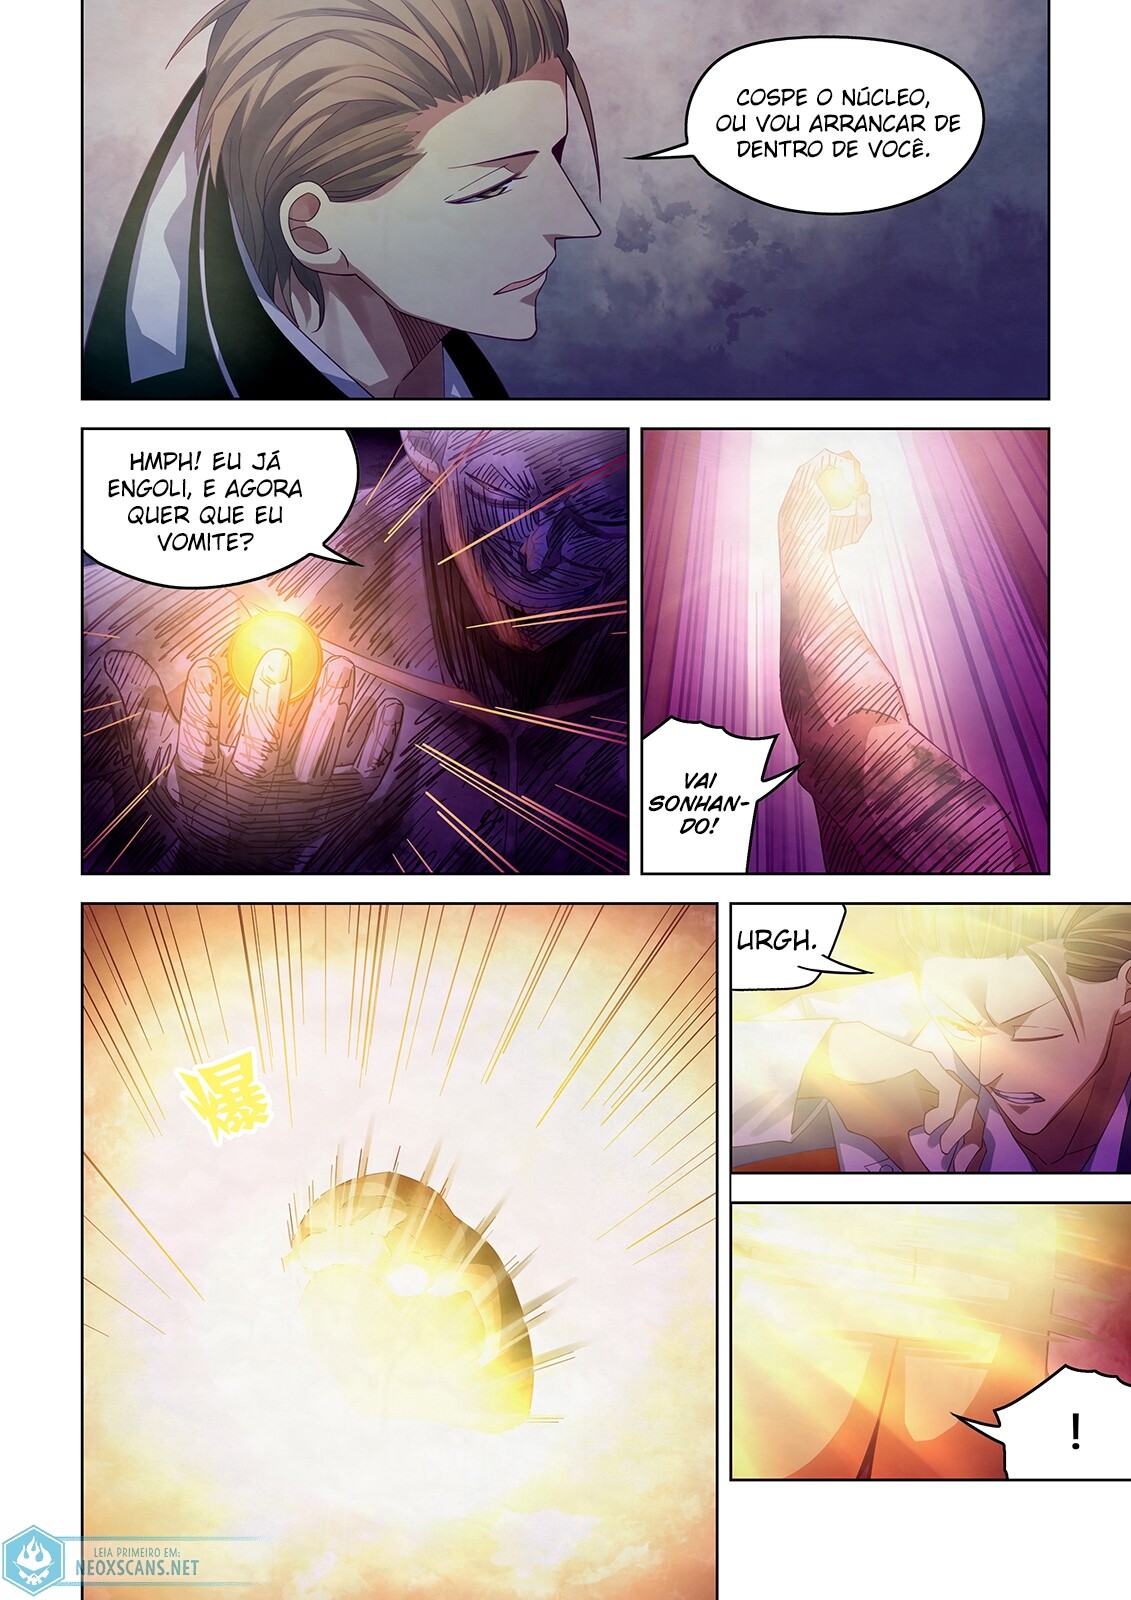 COSPE O NÚCLEO,
OU VOU ARRANCAR DE
DENTRO DE VOCÊ.
HMPH! EU JÁ
ENGOLI, E AGORA
QUER QUE EU
VOMITE?
VAI
SONHAN-
DO!
URGH.
爆
!
LEIA PRIMEIRO EM:
NEOXSCANS.NET